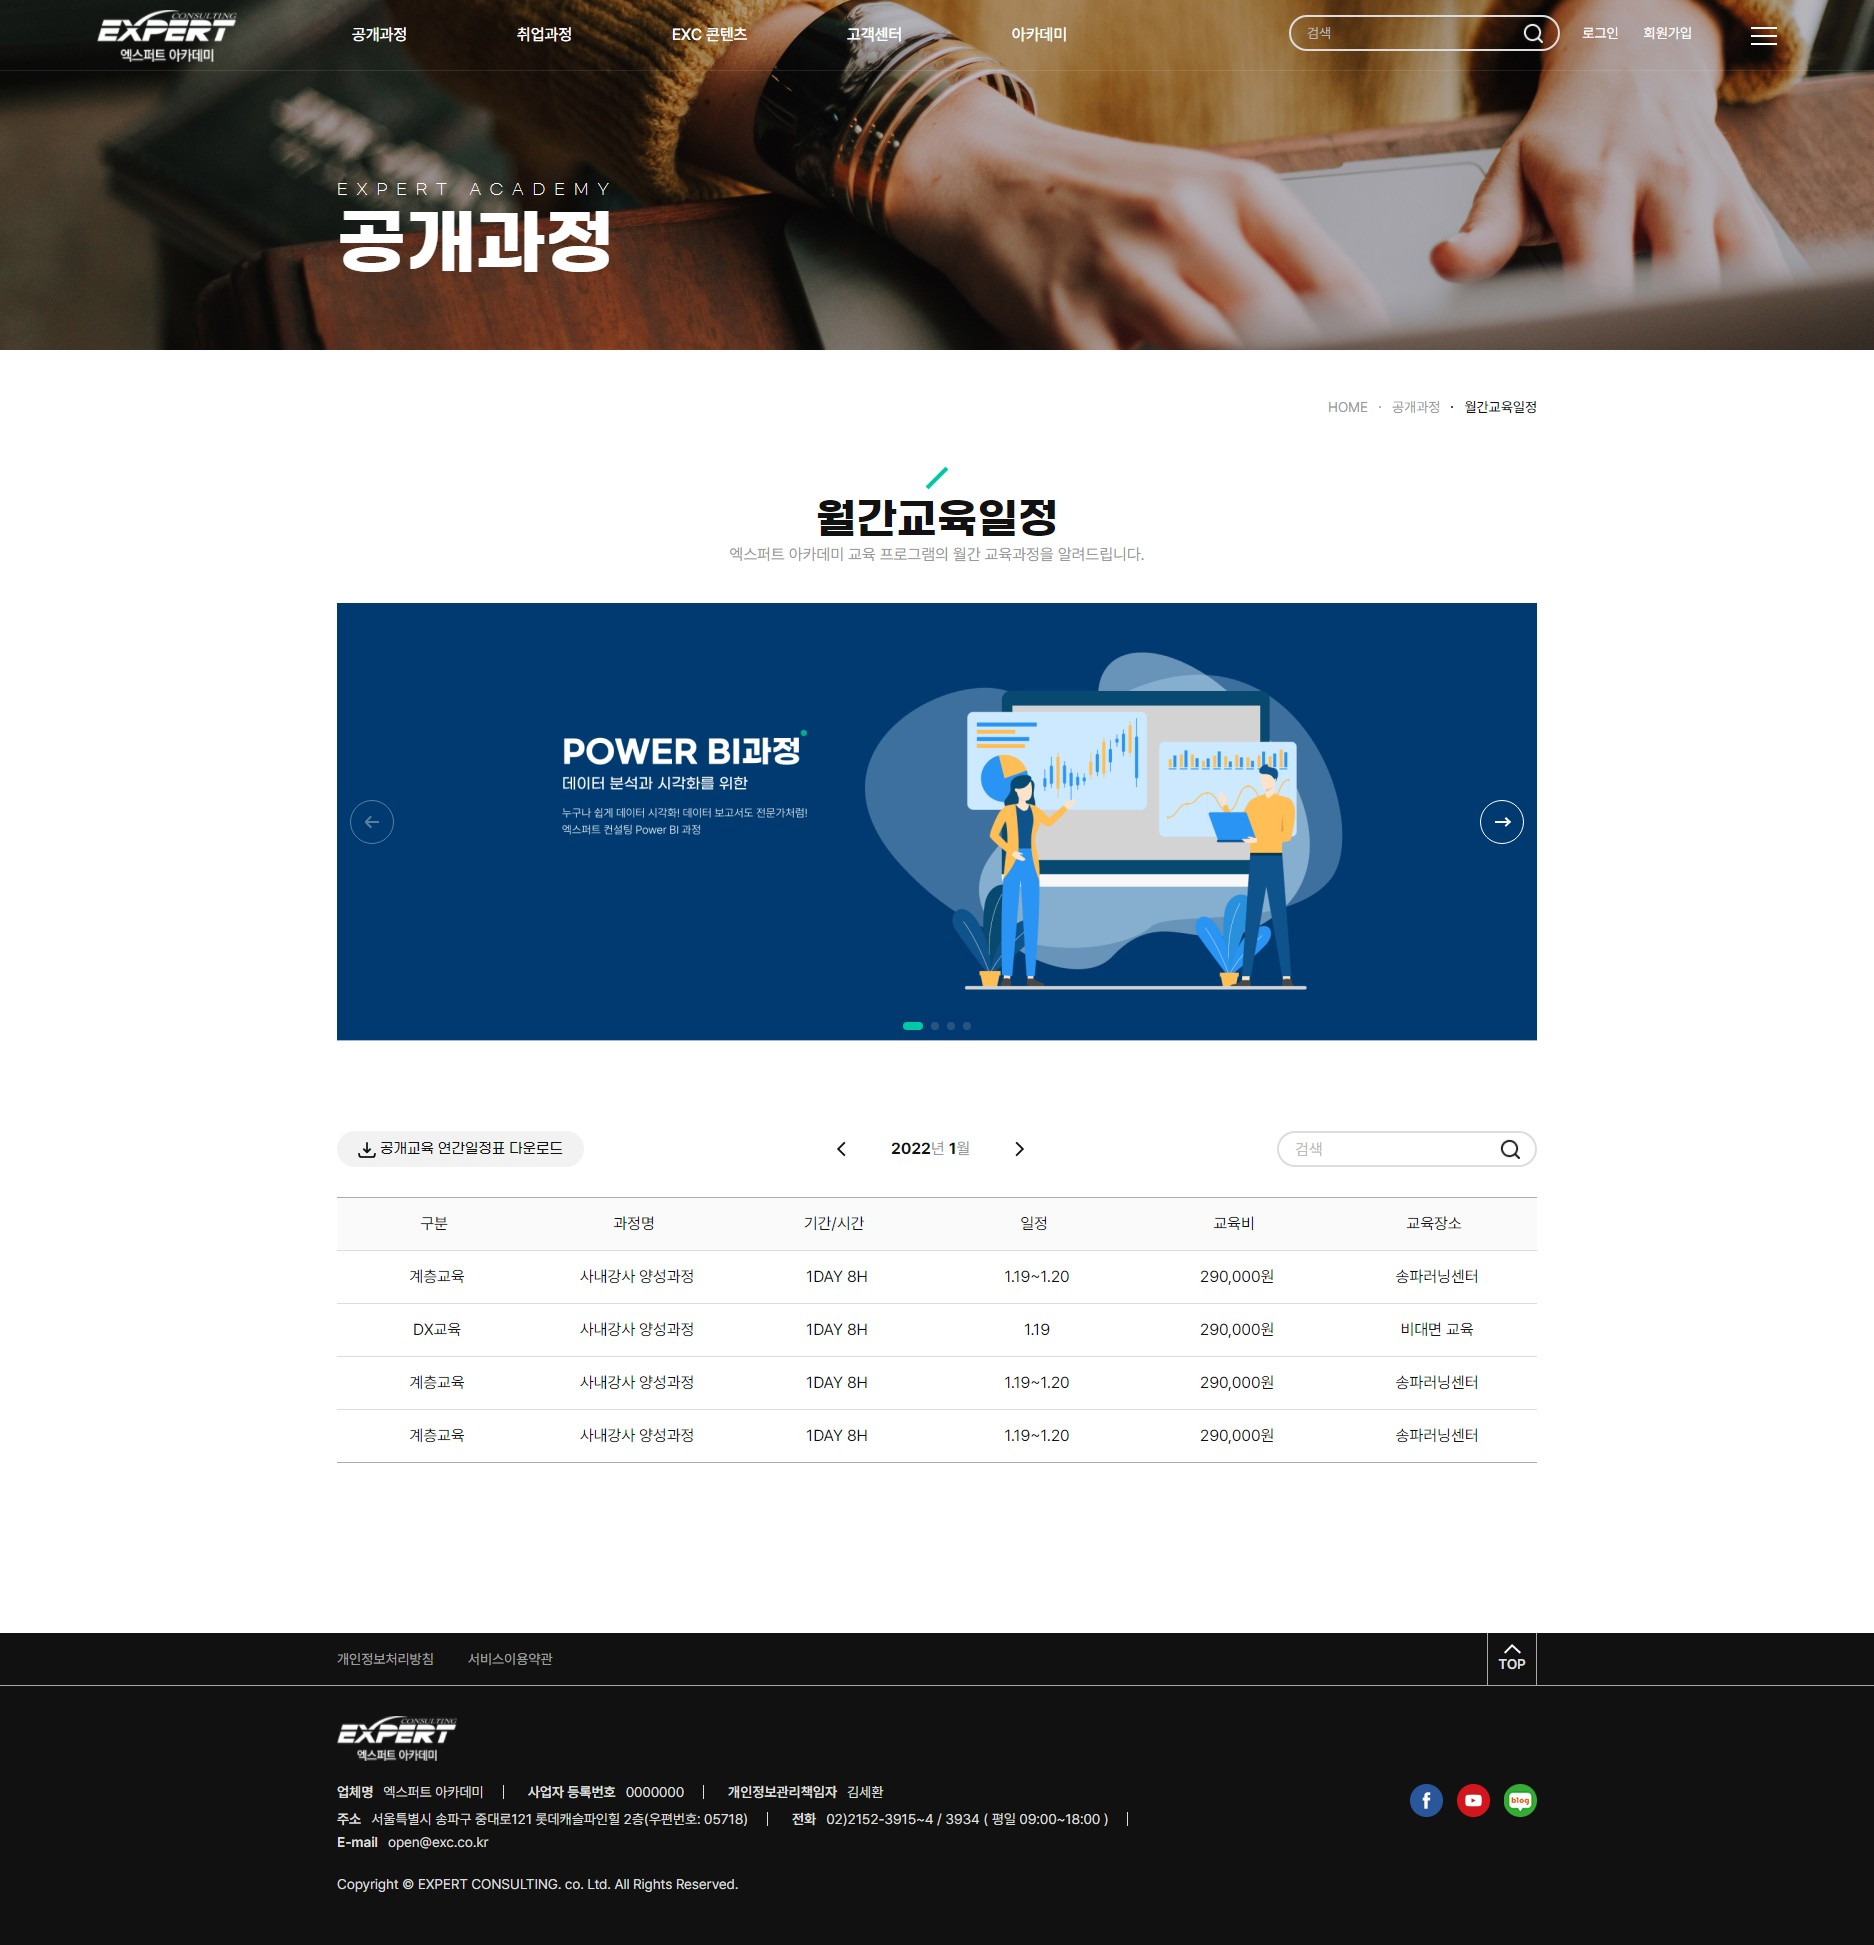 CONSULTING
EXPERT
엑스퍼트 아카데미
공개과정 취업과정 EXC 콘텐츠 고객센터 아카데미
검색 로그인 회원가입
EXPERT ACADEMY
공개과정
HOME · 공개과정 · 월간교육일정
월간교육일정
엑스퍼트 아카데미 교육 프로그램의 월간 교육과정을 알려드립니다.
POWER BI과정
데이터 분석과 시각화를 위한
누구나 쉽게 데이터 시각화! 데이터 보고서도 전문가처럼!
엑스퍼트 컨설팅 Power BI 과정
공개교육 연간일정표 다운로드 2022년 1월 검색
구분 과정명 기간/시간 일정 교육비 교육장소
계층교육 사내강사 양성과정 1DAY 8H 1.19~1.20 290,000원 송파러닝센터
DX교육 사내강사 양성과정 1DAY 8H 1.19 290,000원 비대면 교육
계층교육 사내강사 양성과정 1DAY 8H 1.19~1.20 290,000원 송파러닝센터
계층교육 사내강사 양성과정 1DAY 8H 1.19~1.20 290,000원 송파러닝센터
개인정보처리방침 서비스이용약관 TOP
CONSULTING
EXPERT
엑스퍼트 아카데미
업체명 엑스퍼트 아카데미 | 사업자 등록번호 0000000 | 개인정보관리책임자 김세환
주소 서울특별시 송파구 중대로121 롯데캐슬파인힐 2층(우편번호: 05718) | 전화 02)2152-3915~4 / 3934 ( 평일 09:00~18:00 ) |
E-mail open@exc.co.kr
f blog
Copyright © EXPERT CONSULTING. co. Ltd. All Rights Reserved.